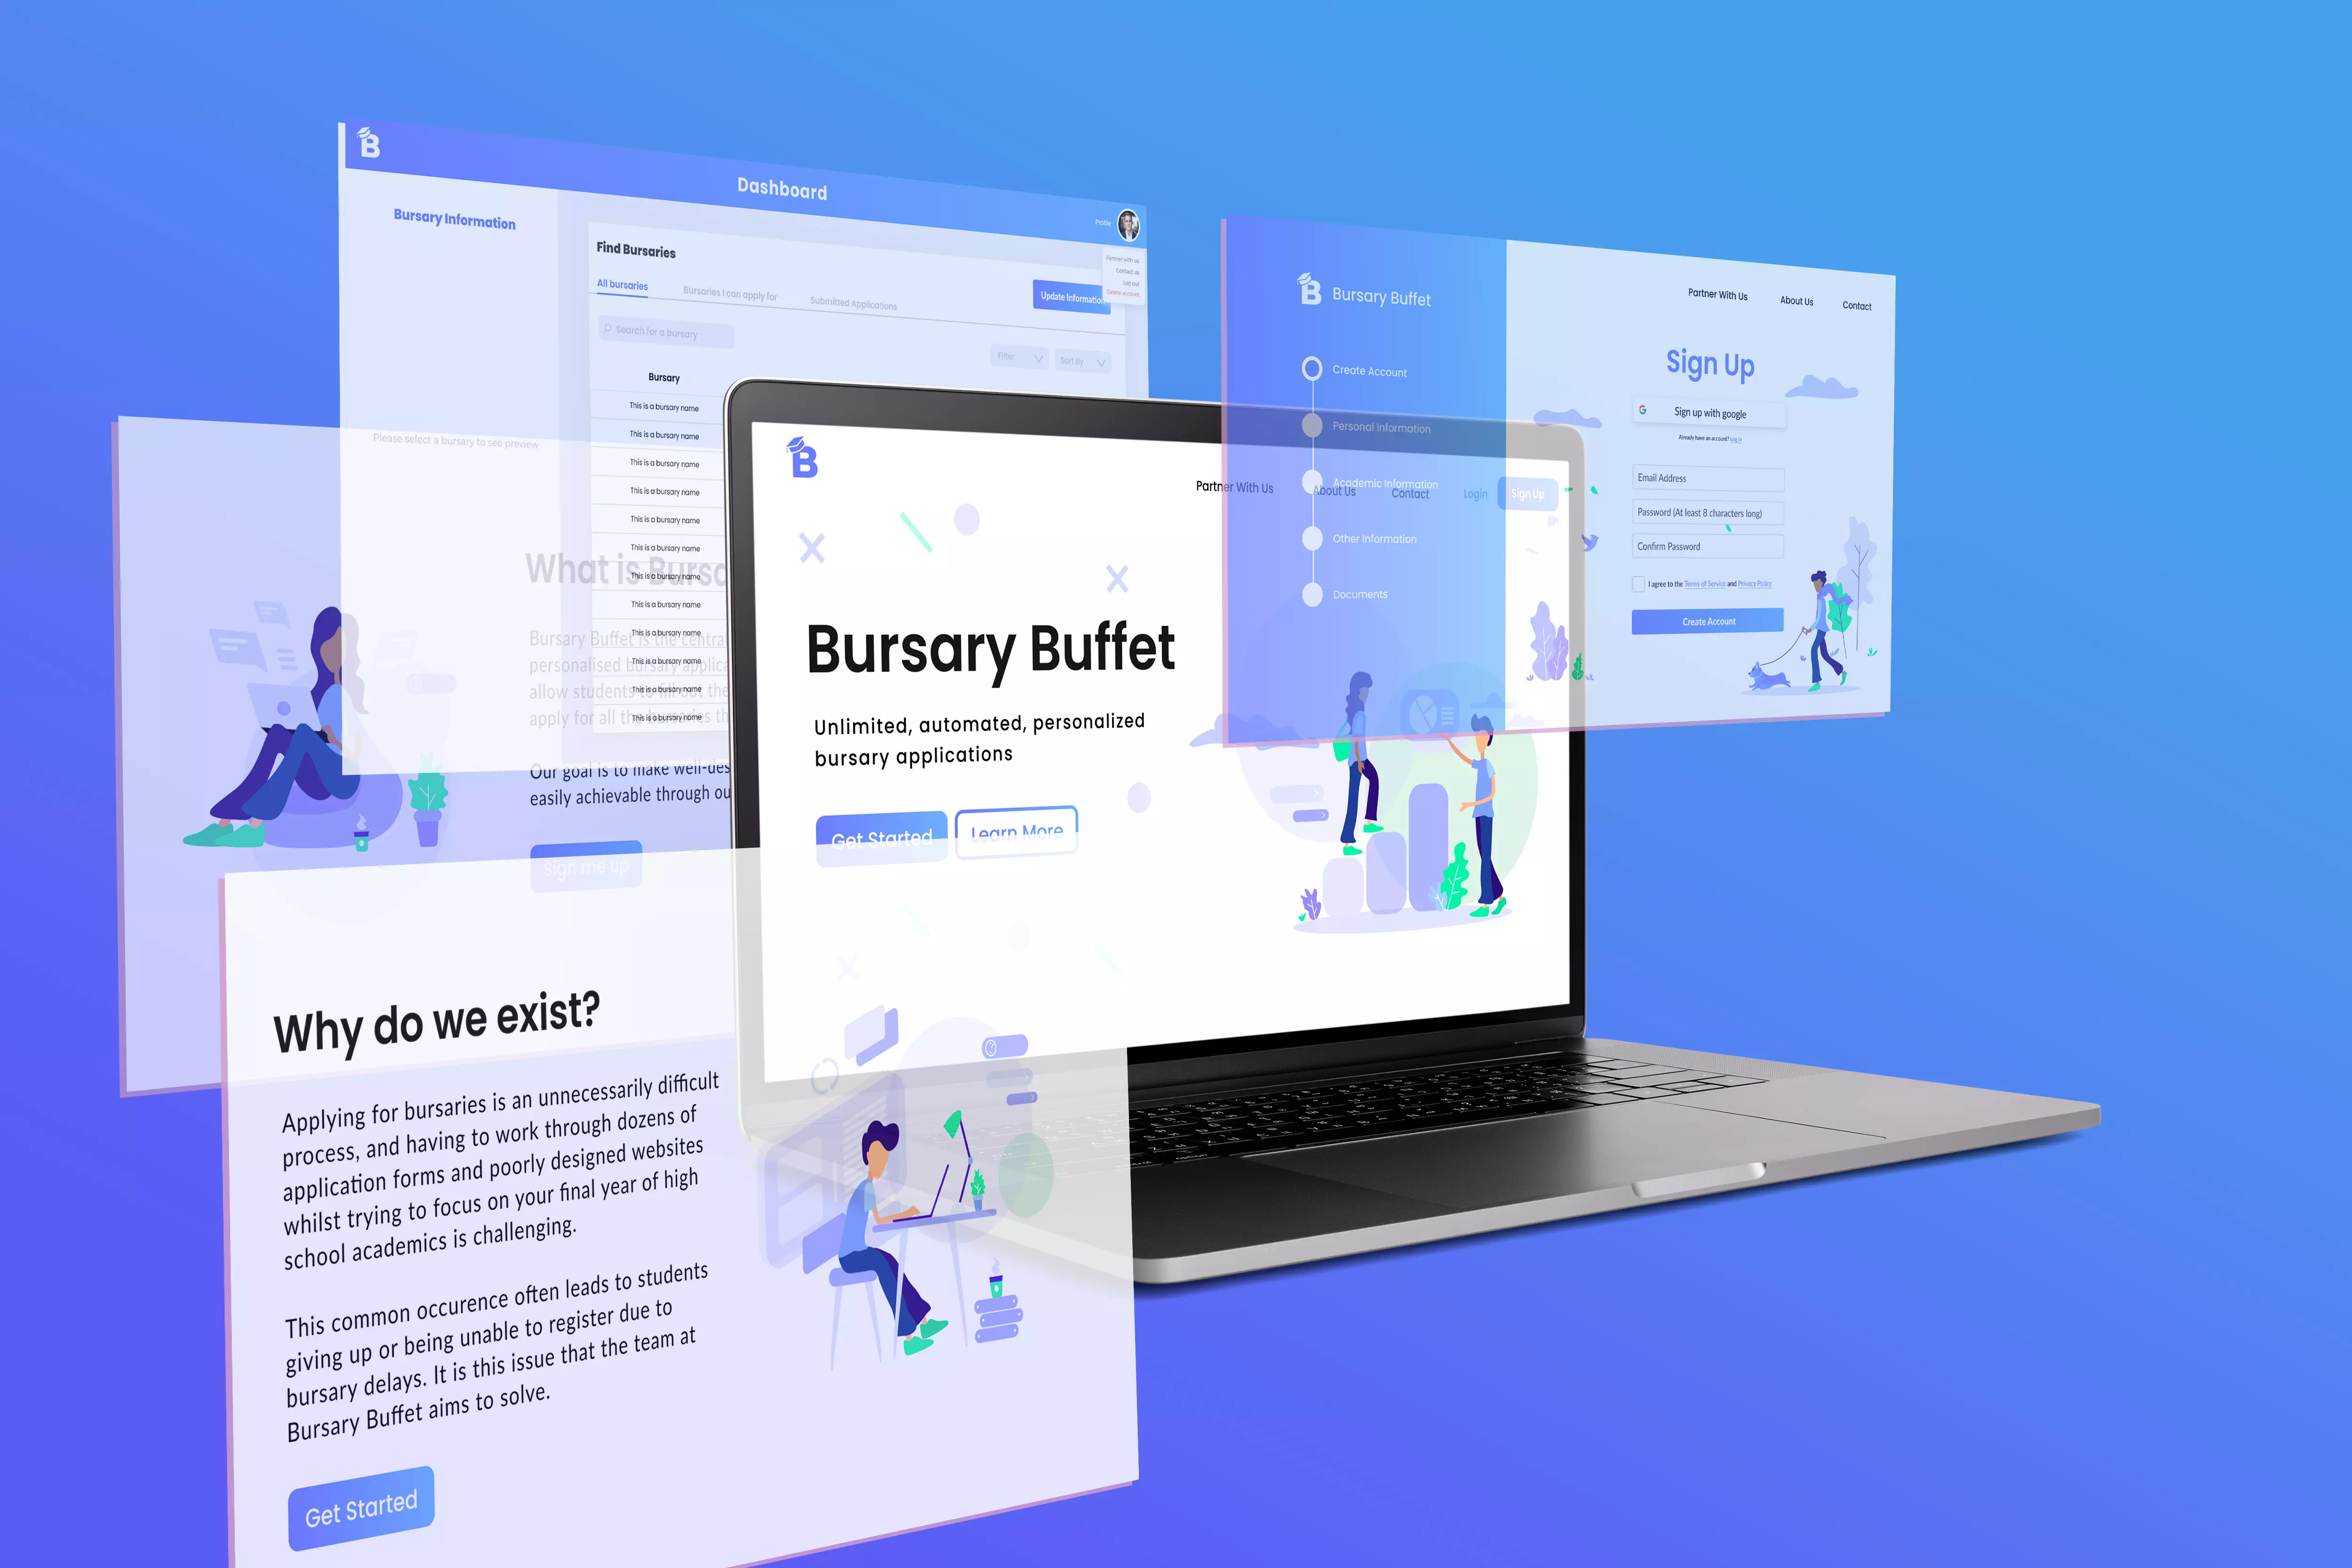 B
Dashboard
Profile
Partner with us
Contact us
Log out
Delete account
Bursary Information
Please select a bursary to see preview
Find Bursaries
All bursaries
Bursaries I can apply for
Submitted Applications
Update Information
Search for a bursary
Filter
Sort By
Bursary
This is a bursary name
This is a bursary name
This is a bursary name
This is a bursary name
This is a bursary name
This is a bursary name
This is a bursary name
This is a bursary name
This is a bursary name
This is a bursary name
This is a bursary name
This is a bursary name
B Bursary Buffet
Create Account
Personal Information
Academic Information
Other Information
Documents
Partner With Us
About Us
Contact
Sign Up
Sign up with google
Already have an account? Log in
Email Address
Password (At least 8 characters long)
Confirm Password
I agree to the Terms of Service and Privacy Policy
Create Account
What is Bursa
Bursary Buffet is the central
personalised bursary applica
allow students to fill out the
apply for all the bursaries th
Our goal is to make well-des
easily achievable through ou
Sign me up
B
Partner With Us
About Us
Contact
Login
Sign Up
Bursary Buffet
Unlimited, automated, personalized
bursary applications
Get Started
Learn More
Why do we exist?
Applying for bursaries is an unnecessarily difficult
process, and having to work through dozens of
application forms and poorly designed websites
whilst trying to focus on your final year of high
school academics is challenging.
This common occurence often leads to students
giving up or being unable to register due to
bursary delays. It is this issue that the team at
Bursary Buffet aims to solve.
Get Started